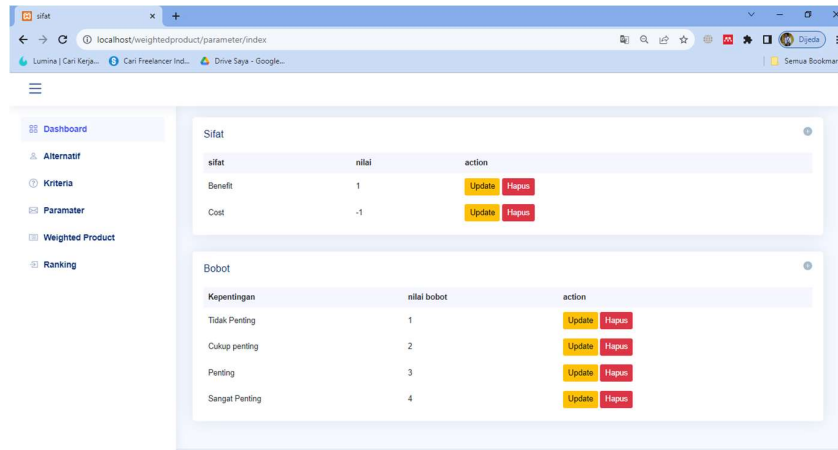 sifat
localhost/weightedproduct/parameter/index
Dijeda
Lumina | Cari Kerja... Cari Freelancer Ind... Drive Saya - Google... Semua Bookmar
Dashboard
Alternatif
Kriteria
Paramater
Weighted Product
Ranking
Sifat
sifat nilai action
Benefit 1 Update Hapus
Cost -1 Update Hapus
Bobot
Kepentingan nilai bobot action
Tidak Penting 1 Update Hapus
Cukup penting 2 Update Hapus
Penting 3 Update Hapus
Sangat Penting 4 Update Hapus